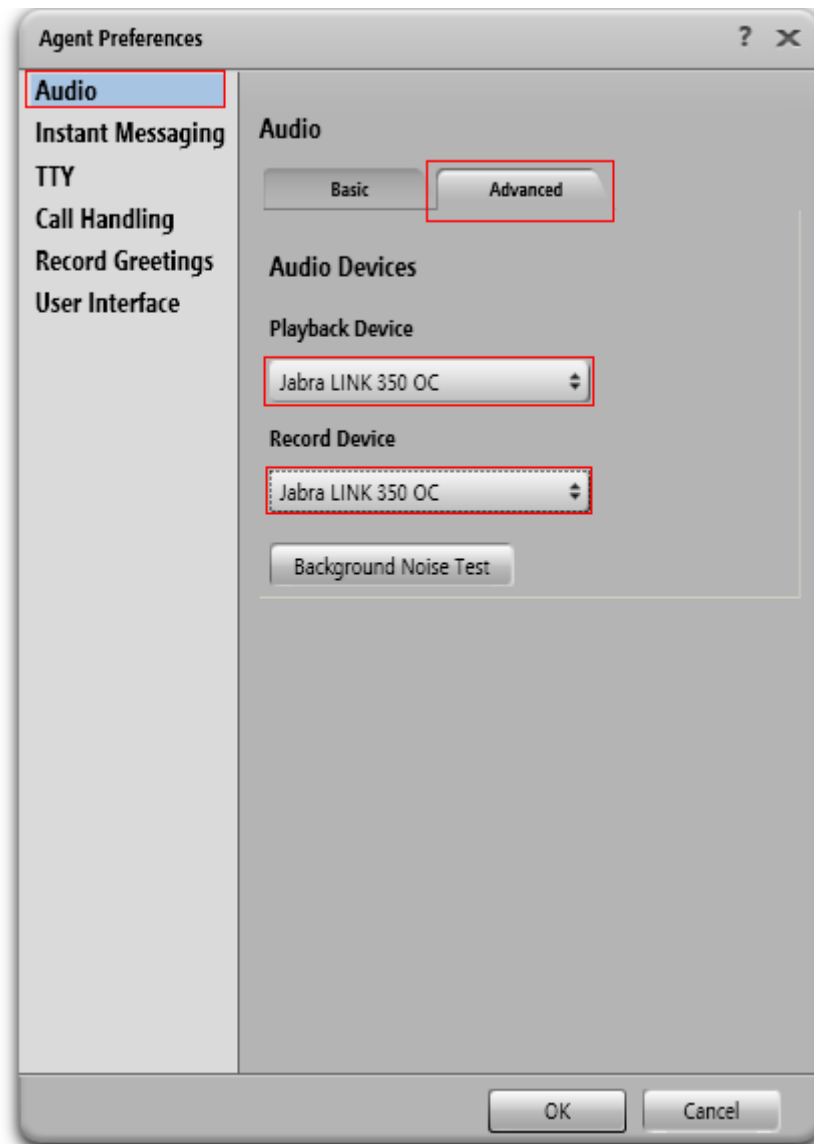 Agent Preferences ?
Audio
Instant Messaging
TTY
Call Handling
Record Greetings
User Interface
Audio
Basic Advanced
Audio Devices
Playback Device
Jabra LINK 350 OC
Record Device
Jabra LINK 350 OC
Background Noise Test
OK Cancel